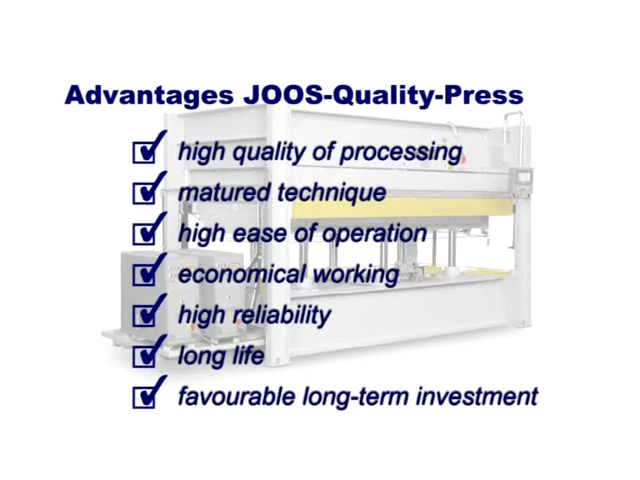 Advantages JOOS-Quality-Press
high quality of processing
matured technique
high ease of operation
economical working
high reliability
long life
favourable long-term investment